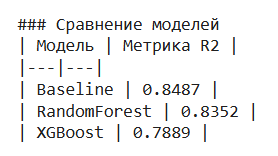 ### Сравнение моделей
| Модель | Метрика R2 |
|---|---|
| Baseline | 0.8487 |
| RandomForest | 0.8352 |
| XGBoost | 0.7889 |